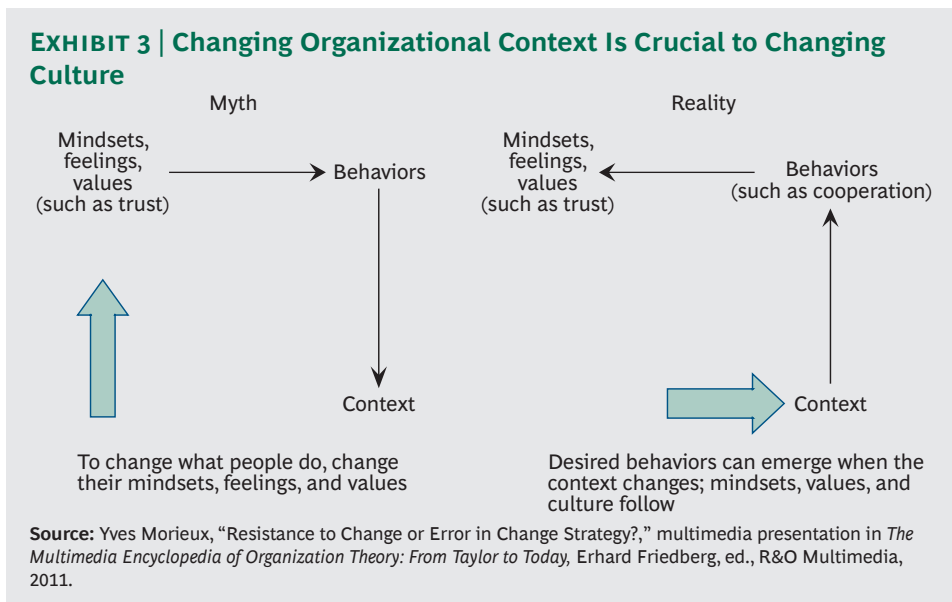 EXHIBIT 3 | Changing Organizational Context Is Crucial to Changing
Culture
Myth
Mindsets,
feelings,
values
(such as trust)
Behaviors
Context
To change what people do, change
their mindsets, feelings, and values
Reality
Mindsets,
feelings,
values
(such as trust)
Behaviors
(such as cooperation)
Context
Desired behaviors can emerge when the
context changes; mindsets, values, and
culture follow
Source: Yves Morieux, “Resistance to Change or Error in Change Strategy?,” multimedia presentation in The
Multimedia Encyclopedia of Organization Theory: From Taylor to Today, Erhard Friedberg, ed., R&O Multimedia,
2011.